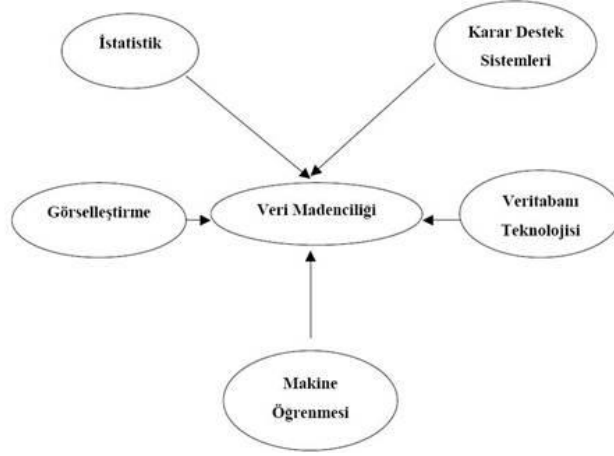 İstatistik
Karar Destek
Sistemleri
Görselleştirme
Veri Madenciliği
Veritabanı
Teknolojisi
Makine
Öğrenmesi